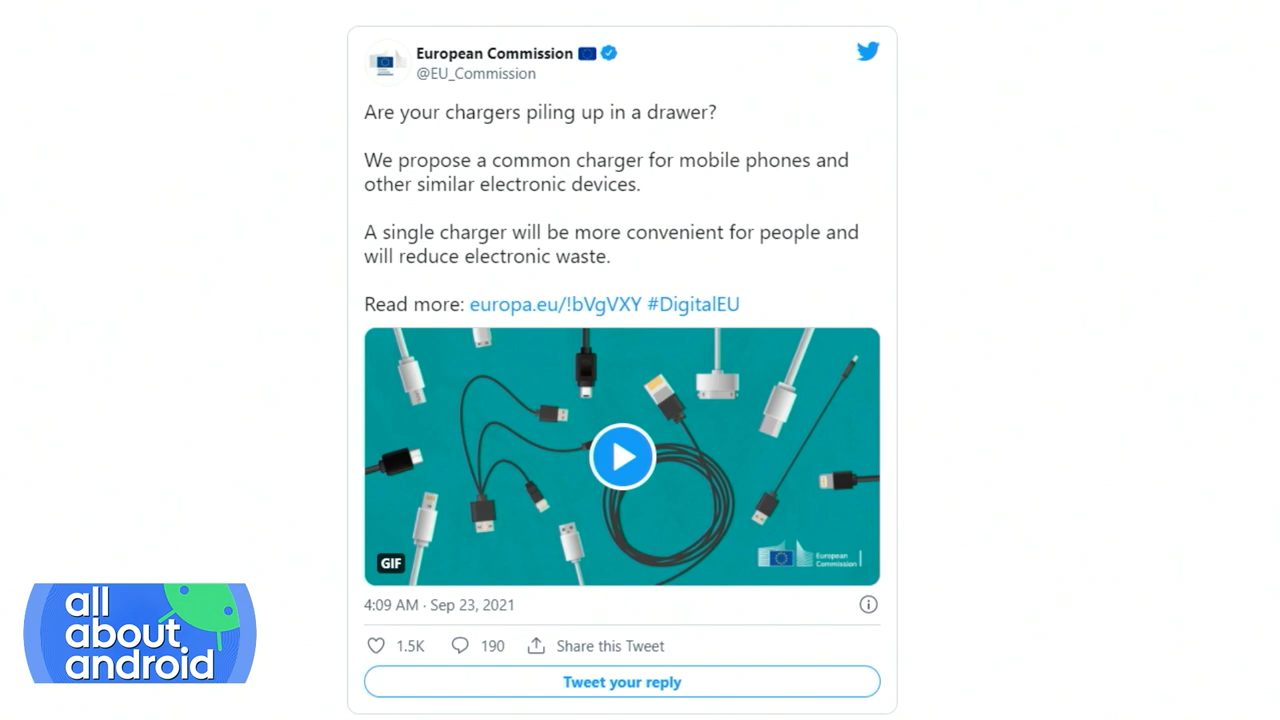 European Commission
@EU_Commission
Are your chargers piling up in a drawer?
We propose a common charger for mobile phones and
other similar electronic devices.
A single charger will be more convenient for people and
will reduce electronic waste.
Read more: europa.eu/!bVgVXY #DigitalEU
GIF
European
Commission
4:09 AM · Sep 23, 2021
1.5K 190 Share this Tweet
Tweet your reply
all
about
android